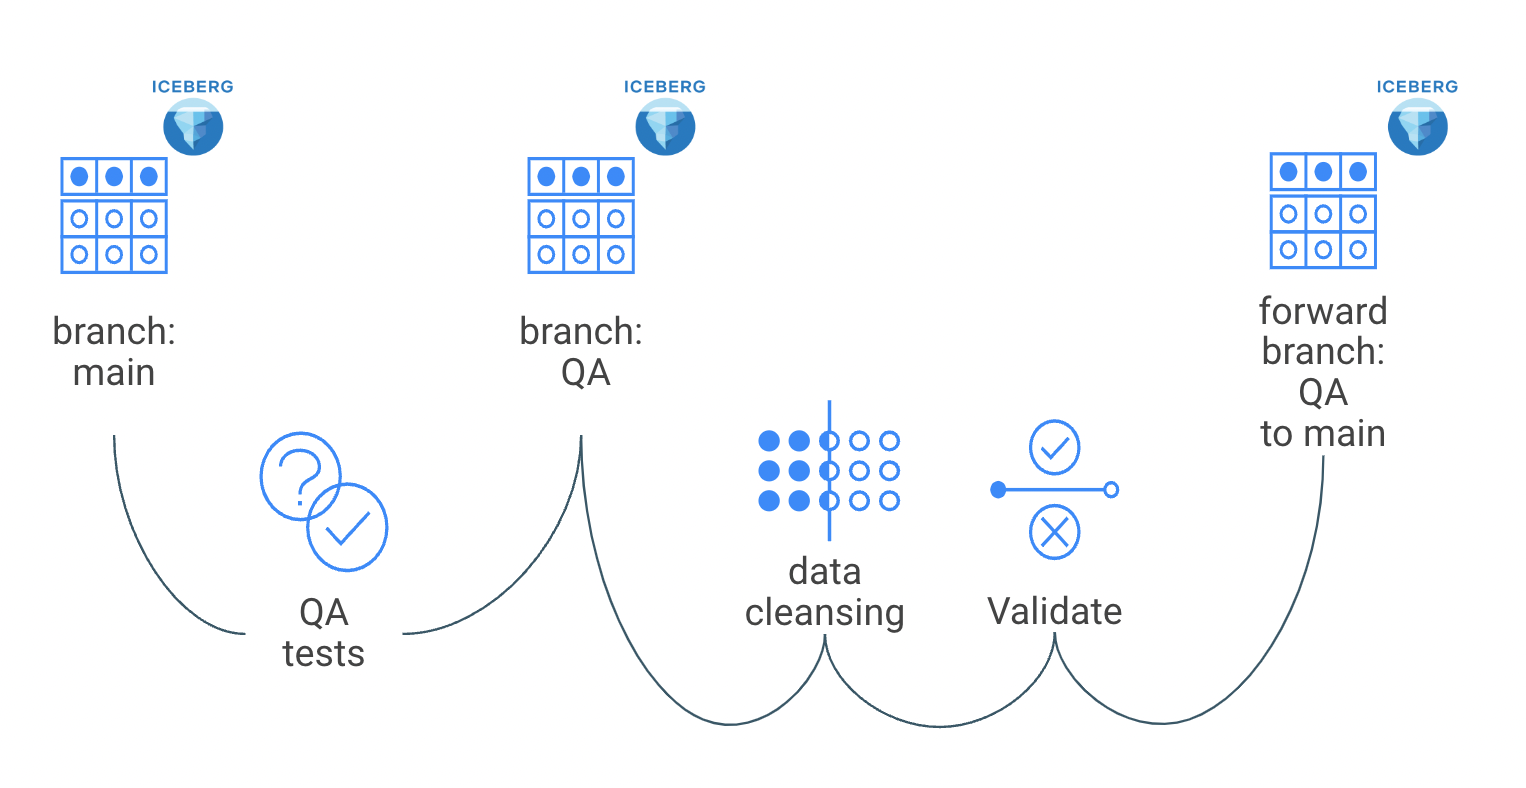 ICEBERG
ICEBERG
ICEBERG
branch:
main
branch:
QA
forward
branch:
QA
to main
QA
tests
data
cleansing
Validate